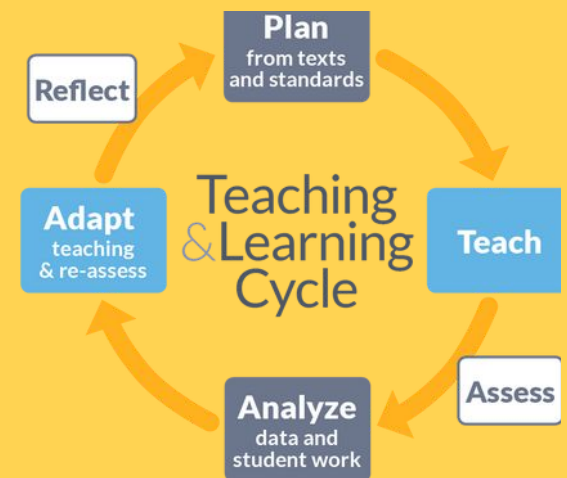 Plan
from texts
and standards
Reflect
Teaching
&Learning
Cycle
Adapt
teaching
& re-assess
Teach
Assess
Analyze
data and
student work